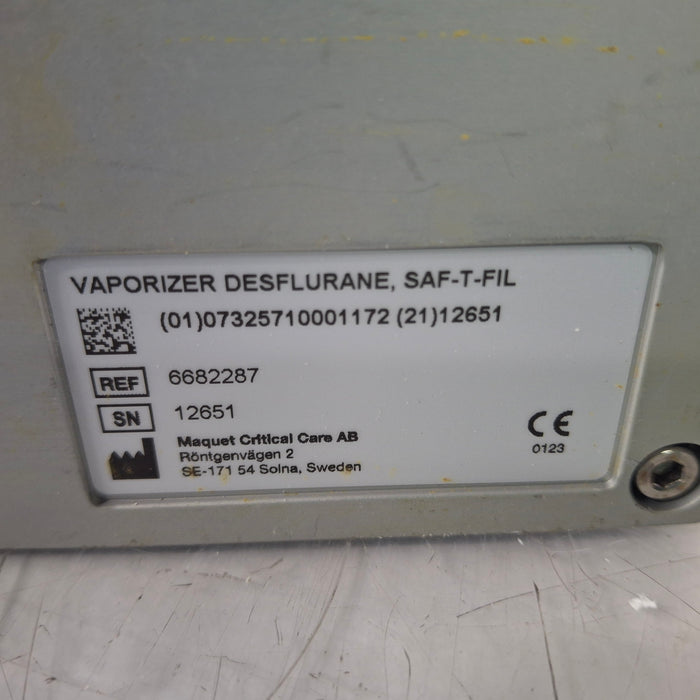 VAPORIZER DESFLURANE, SAF-T-FIL
(01)07325710001172 (21)12651
REF 6682287
SN 12651
Maquet Critical Care AB
Röntgenvägen 2
SE-171 54 Solna, Sweden
CE
0123